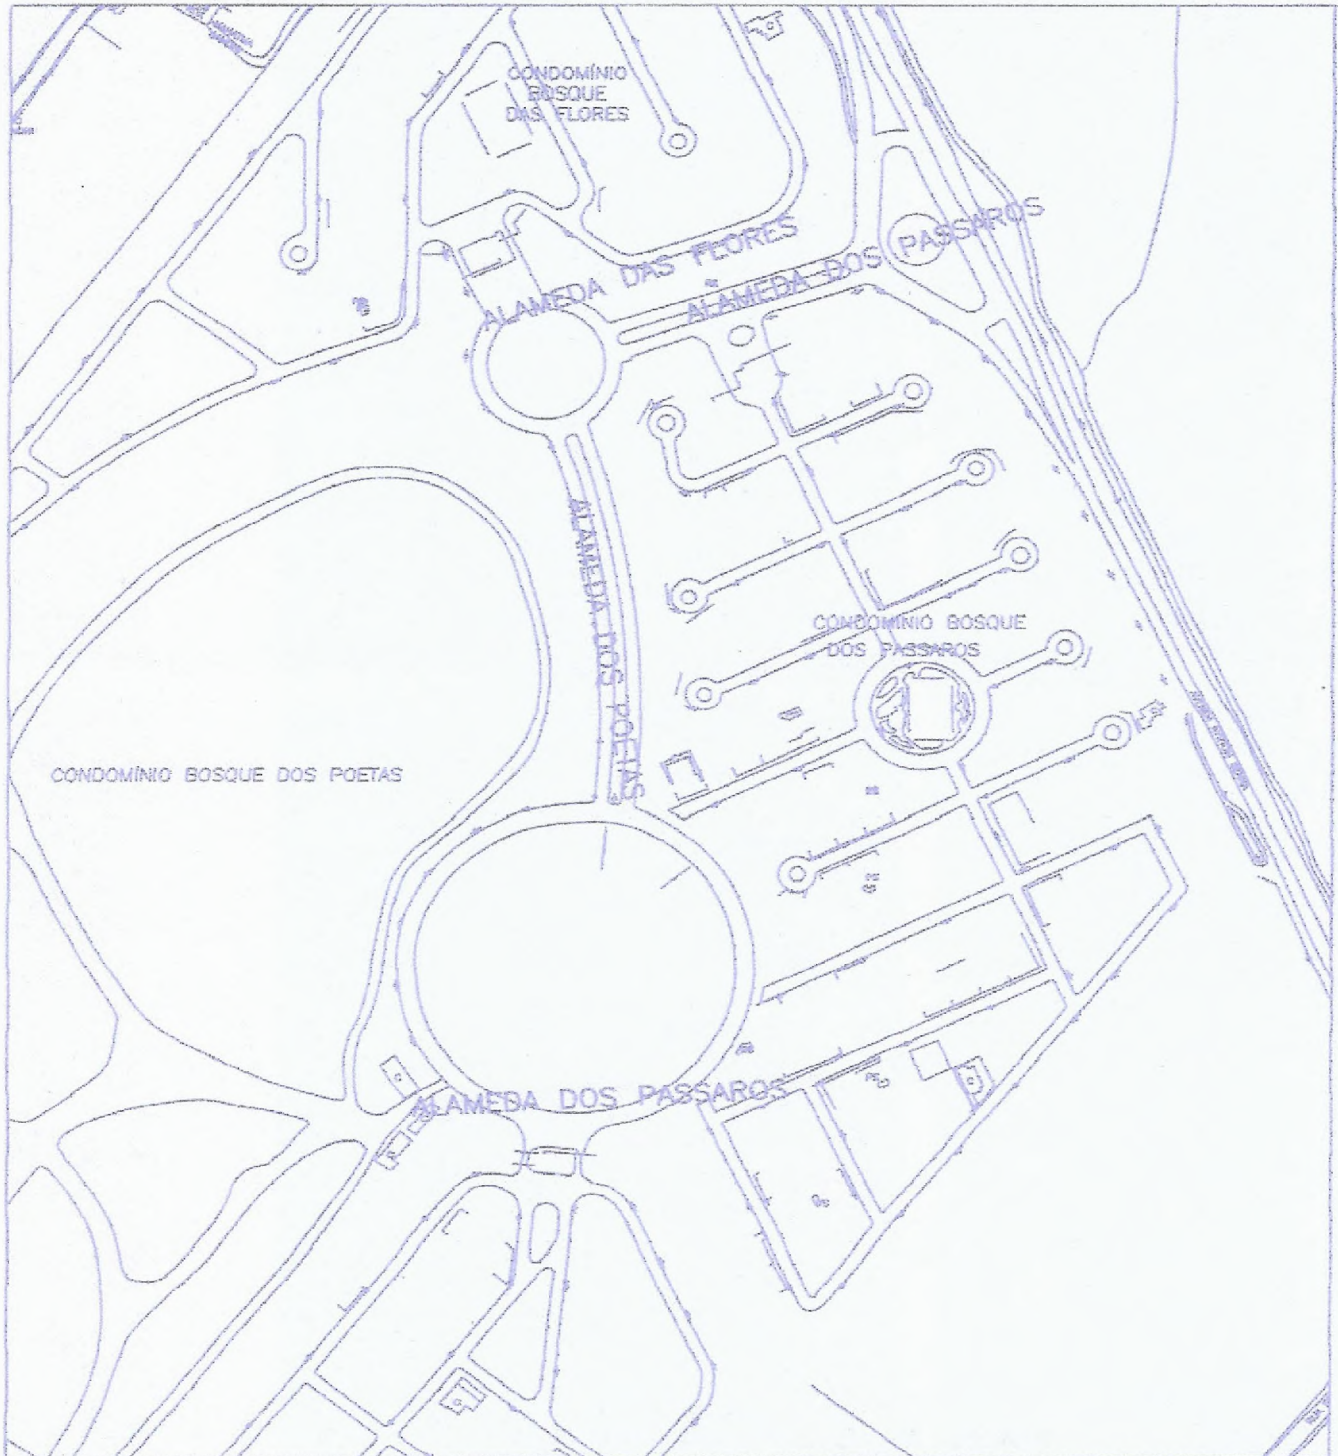 CONDOMÍNIO
BOSQUE
DAS FLORES
ALAMEDA DAS FLORES
ALAMEDA DOS PASSAROS
ALAMEDA DOS POETAS
CONDOMÍNIO BOSQUE
DOS PASSAROS
CONDOMÍNIO BOSQUE DOS POETAS
ALAMEDA DOS PASSAROS